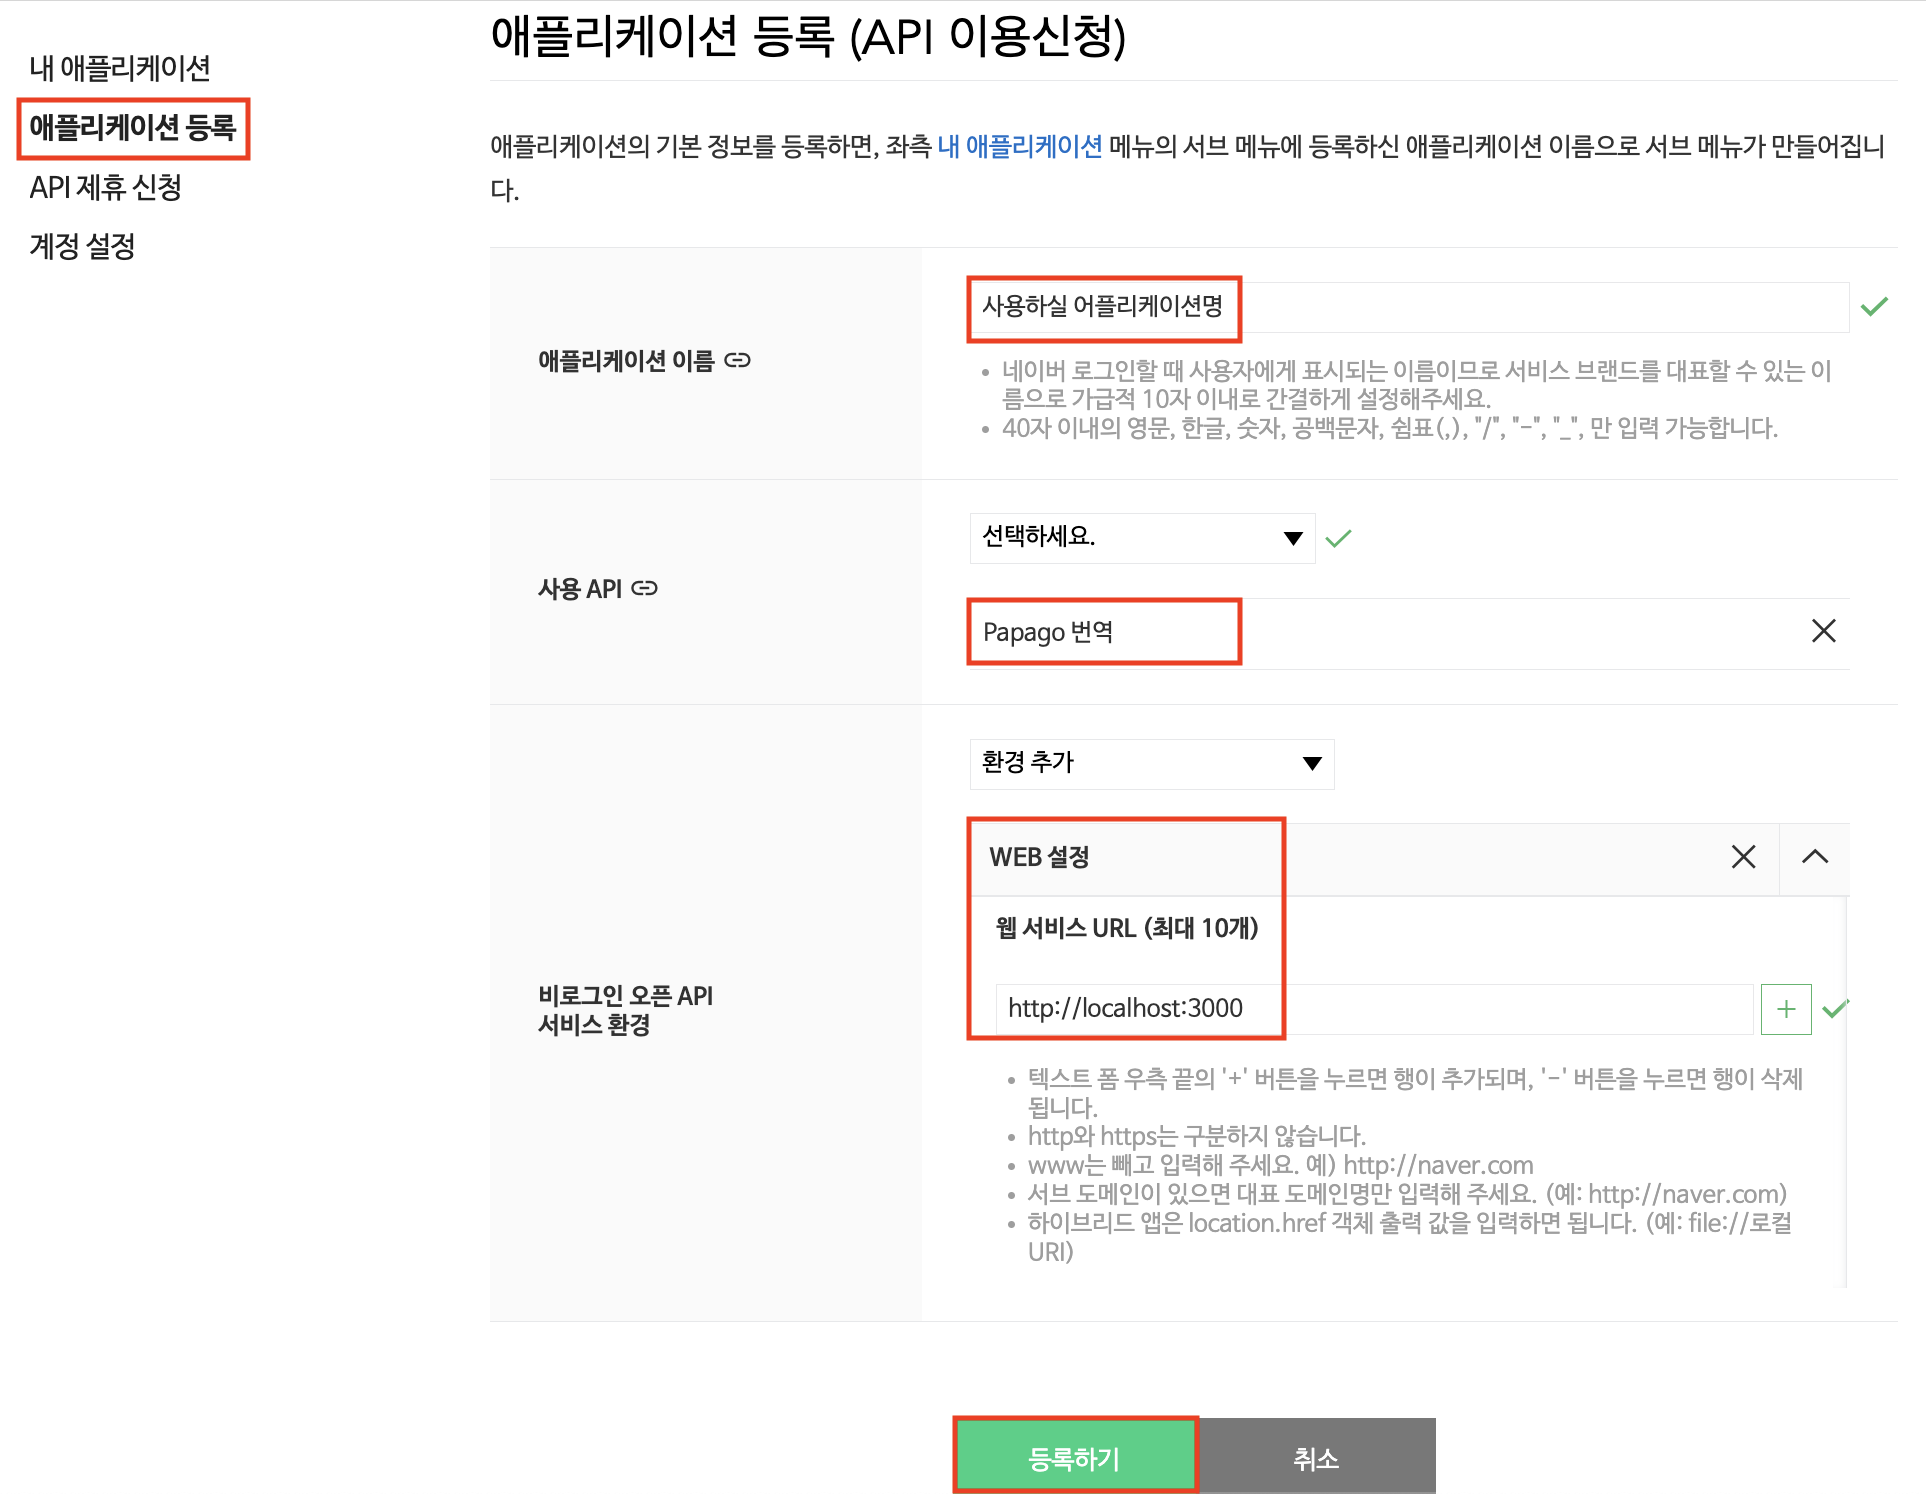 내 애플리케이션
애플리케이션 등록
API 제휴 신청
계정 설정
애플리케이션 등록 (API 이용신청)
애플리케이션의 기본 정보를 등록하면, 좌측 내 애플리케이션 메뉴의 서브 메뉴에 등록하신 애플리케이션 이름으로 서브 메뉴가 만들어집니
다.
애플리케이션 이름
사용하실 어플리케이션명
• 네이버 로그인할 때 사용자에게 표시되는 이름이므로 서비스 브랜드를 대표할 수 있는 이
름으로 가급적 10자 이내로 간결하게 설정해주세요.
• 40자 이내의 영문, 한글, 숫자, 공백문자, 쉼표(,), "/", "-", "_", 만 입력 가능합니다.
사용 API
선택하세요.
Papago 번역
비로그인 오픈 API
서비스 환경
환경 추가
WEB 설정
웹 서비스 URL (최대 10개)
http://localhost:3000
• 텍스트 폼 우측 끝의 '+' 버튼을 누르면 행이 추가되며, '-' 버튼을 누르면 행이 삭제
됩니다.
• http와 https는 구분하지 않습니다.
• www는 빼고 입력해 주세요. 예) http://naver.com
• 서브 도메인이 있으면 대표 도메인명만 입력해 주세요. (예: http://naver.com)
• 하이브리드 앱은 location.href 객체 출력 값을 입력하면 됩니다. (예: file://로컬
URI)
등록하기
취소